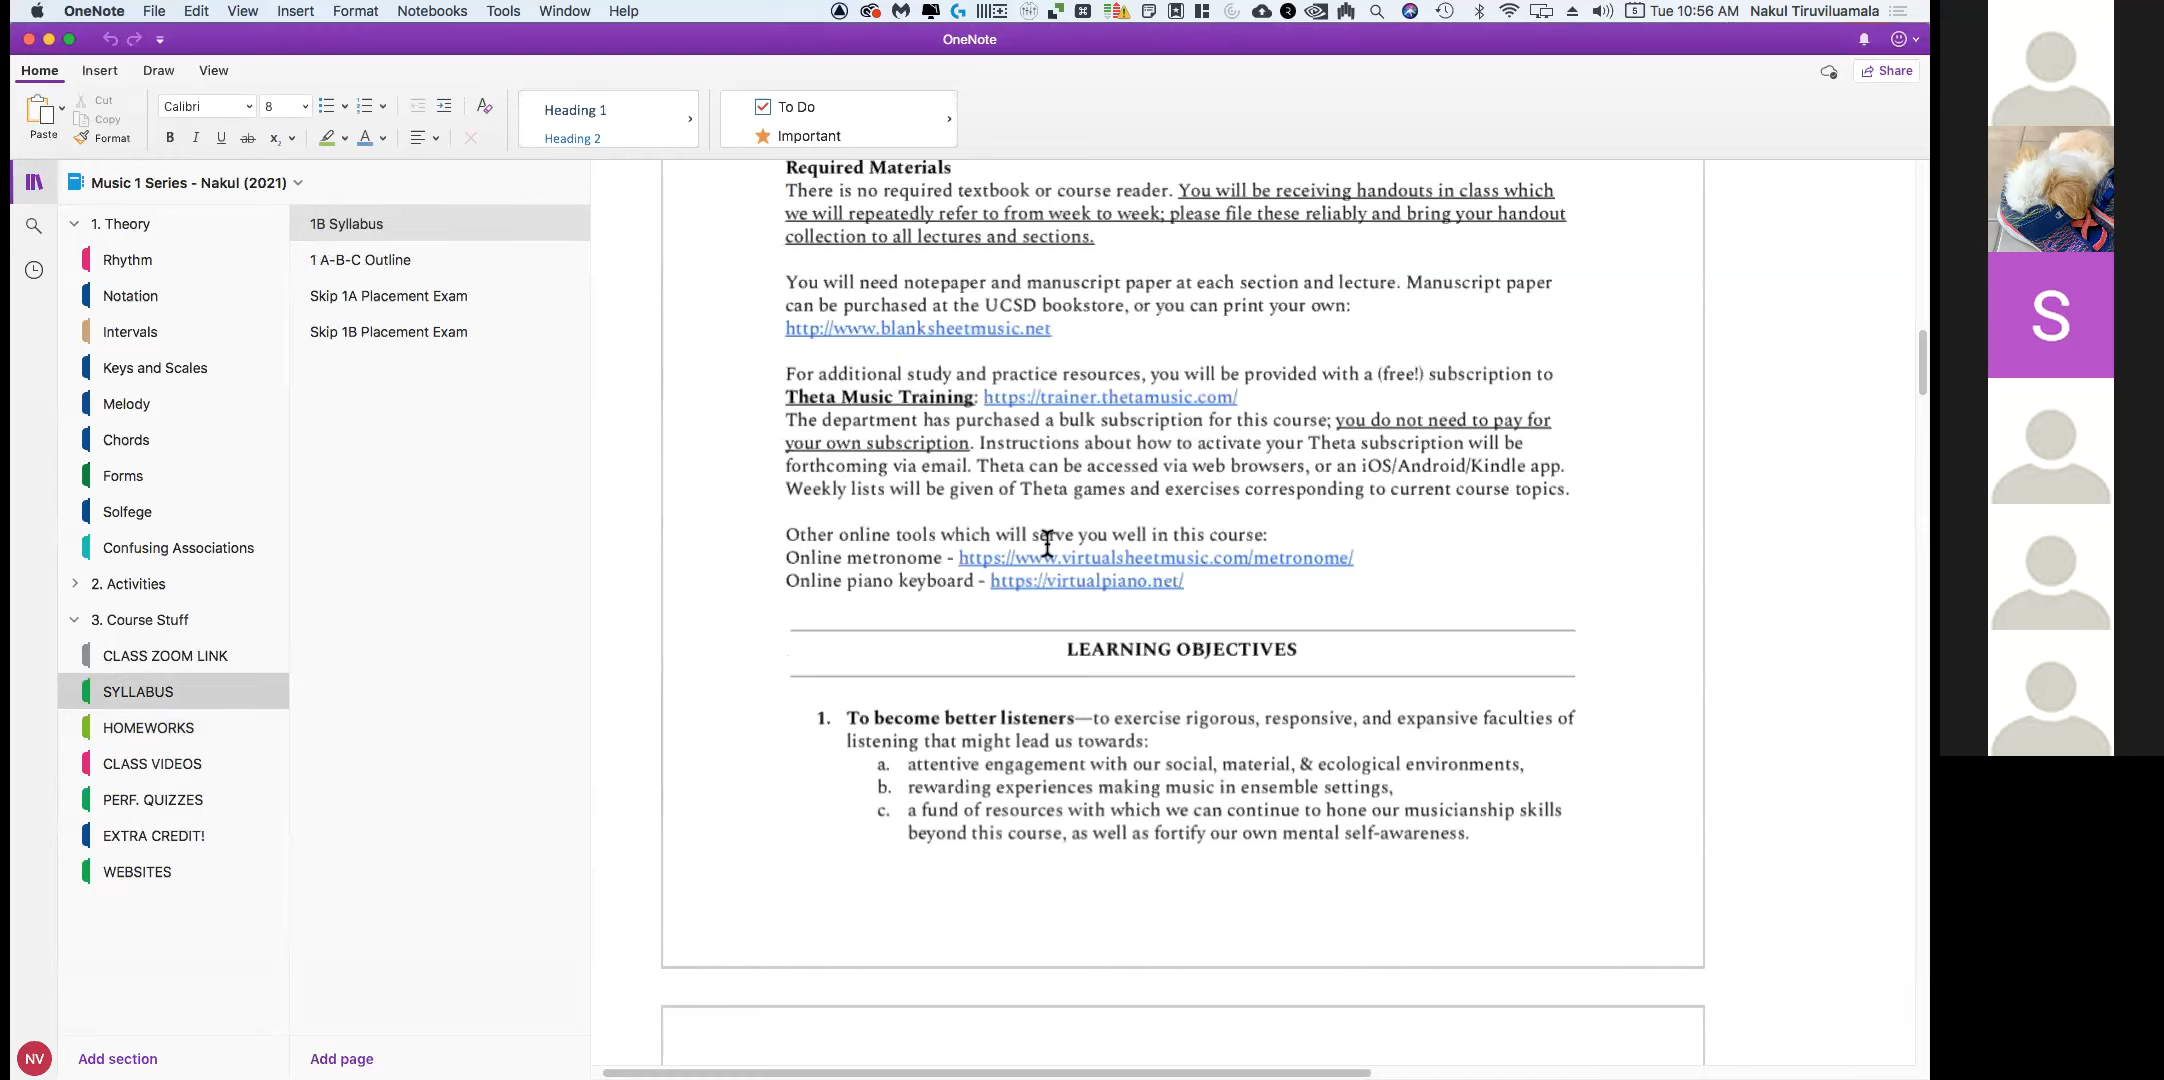 OneNote File Edit View Insert Format Notebooks Tools Window Help
Tue 10:56 AM Nakul Tiruviluamala
OneNote
Home Insert Draw View
Share
Paste
Cut
Copy
Format
Calibri 8
B I U ab x₂ A
Heading 1
Heading 2
To Do
Important
Music 1 Series - Nakul (2021)
1. Theory
Rhythm
Notation
Intervals
Keys and Scales
Melody
Chords
Forms
Solfege
Confusing Associations
2. Activities
3. Course Stuff
CLASS ZOOM LINK
SYLLABUS
HOMEWORKS
CLASS VIDEOS
PERF. QUIZZES
EXTRA CREDIT!
WEBSITES
NV
Add section
1B Syllabus
1 A-B-C Outline
Skip 1A Placement Exam
Skip 1B Placement Exam
Add page
Required Materials
There is no required textbook or course reader. You will be receiving handouts in class which
we will repeatedly refer to from week to week; please file these reliably and bring your handout
collection to all lectures and sections.
You will need notepaper and manuscript paper at each section and lecture. Manuscript paper
can be purchased at the UCSD bookstore, or you can print your own:
http://www.blanksheetmusic.net
For additional study and practice resources, you will be provided with a (free!) subscription to
Theta Music Training: https://trainer.thetamusic.com/
The department has purchased a bulk subscription for this course; you do not need to pay for
your own subscription. Instructions about how to activate your Theta subscription will be
forthcoming via email. Theta can be accessed via web browsers, or an iOS/Android/Kindle app.
Weekly lists will be given of Theta games and exercises corresponding to current course topics.
Other online tools which will serve you well in this course:
Online metronome - https://www.virtualsheetmusic.com/metronome/
Online piano keyboard - https://virtualpiano.net/
LEARNING OBJECTIVES
1. To become better listeners—to exercise rigorous, responsive, and expansive faculties of
listening that might lead us towards:
a. attentive engagement with our social, material, & ecological environments,
b. rewarding experiences making music in ensemble settings,
c. a fund of resources with which we can continue to hone our musicianship skills
beyond this course, as well as fortify our own mental self-awareness.
S